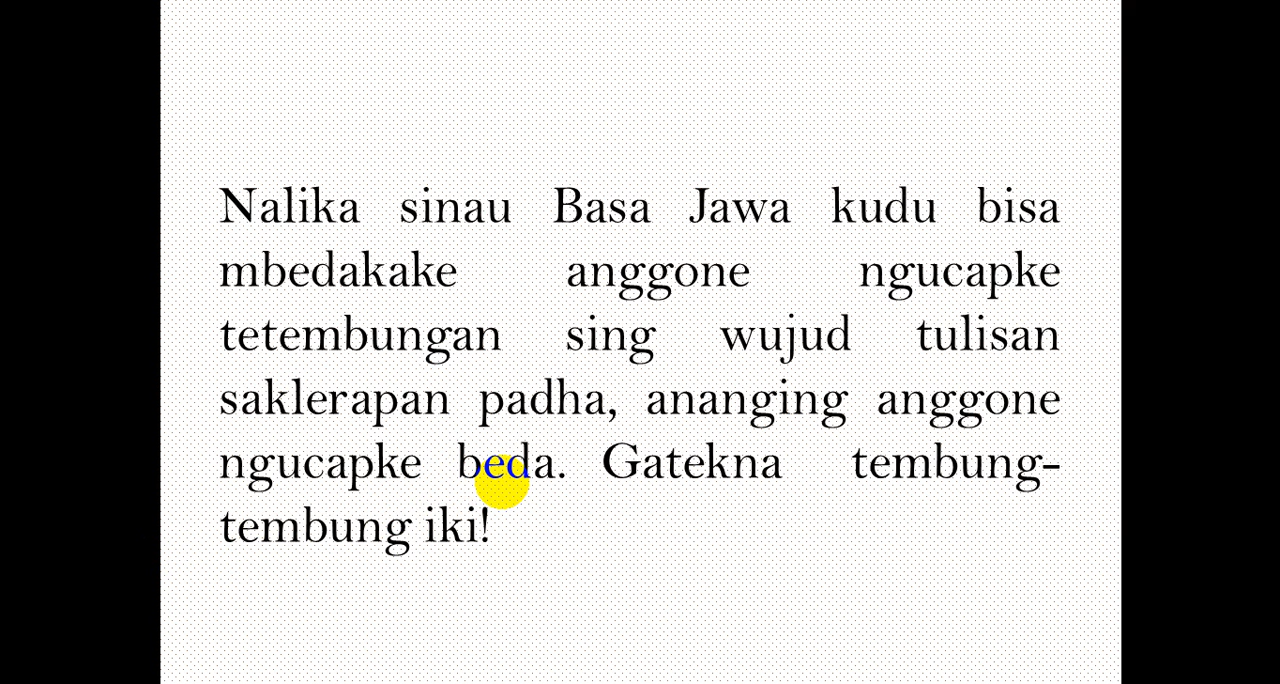 Nalika sinau Basa Jawa kudu bisa
mbedakake anggone ngucapke
tetembungan sing wujud tulisan
saklerapan padha, ananging anggone
ngucapke beda. Gatekna tembung-
tembung iki!